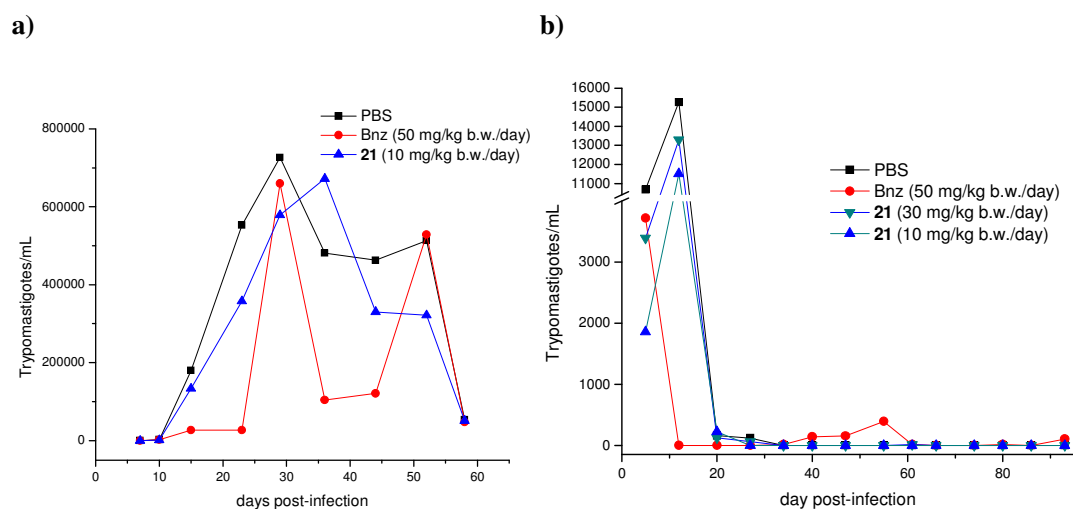 a)
PBS
Bnz (50 mg/kg b.w./day)
21 (10 mg/kg b.w./day)
800000
600000
400000
200000
0
Trypomastigotes/mL
0 10 20 30 40 50 60
days post-infection
b)
16000
15000
14000
13000
12000
11000
3000
2000
1000
0
Trypomastigotes/mL
PBS
Bnz (50 mg/kg b.w./day)
21 (30 mg/kg b.w./day)
21 (10 mg/kg b.w./day)
0 20 40 60 80
day post-infection